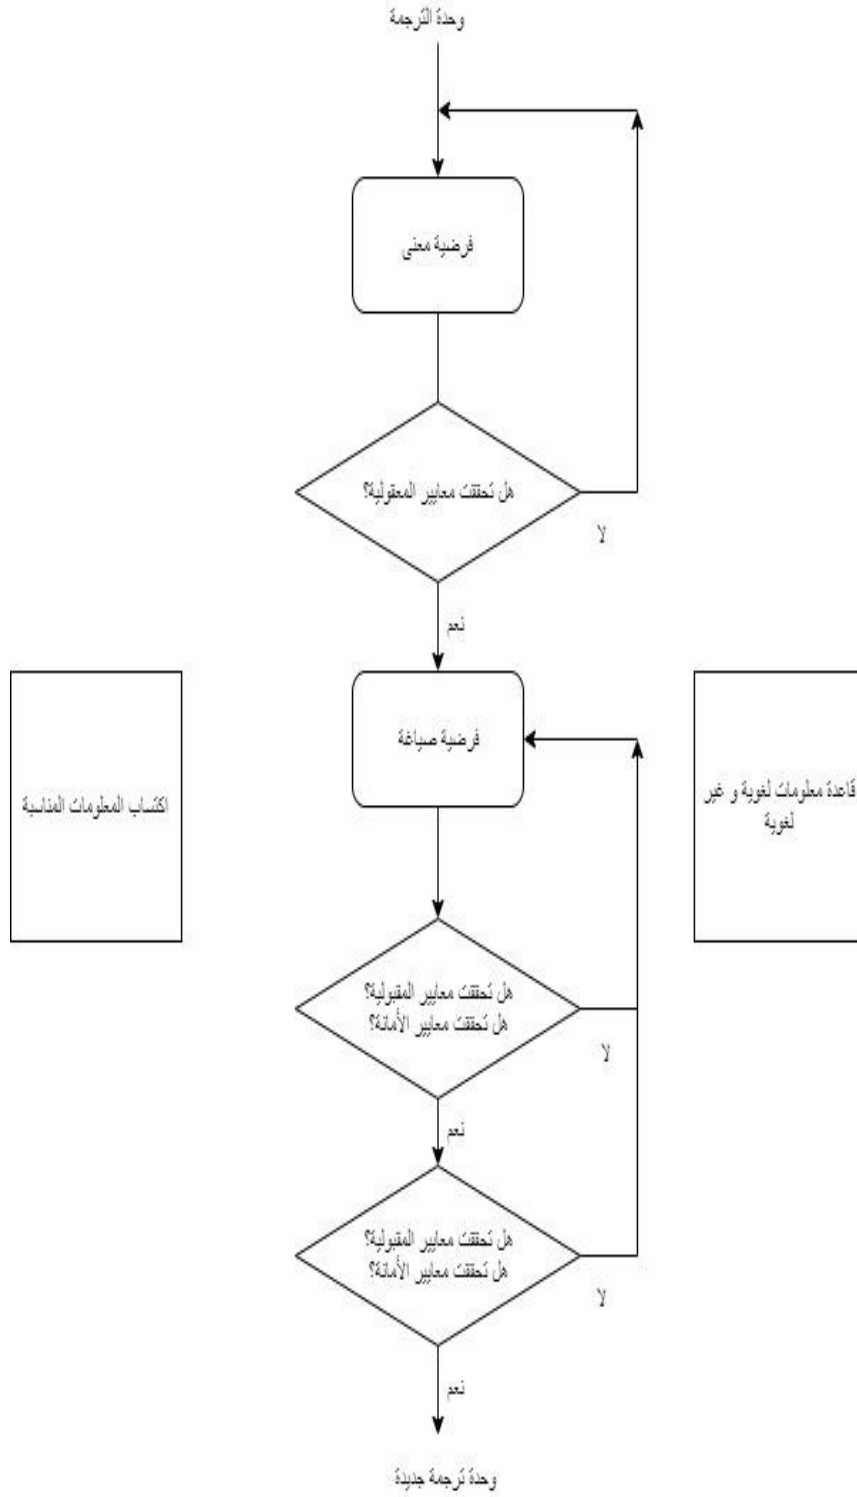 وحدة الترجمة
فرضية معنى
هل تحققت معايير المعقولية؟
لا
نعم
قاعدة معلومات لغوية و غير
لغوية
فرضية صياغة
اكتساب المعلومات المناسبة
هل تحققت معايير المقبولية؟
هل تحققت معايير الأمانة؟
لا
نعم
هل تحققت معايير المقبولية؟
هل تحققت معايير الأمانة؟
لا
نعم
وحدة ترجمة جديدة